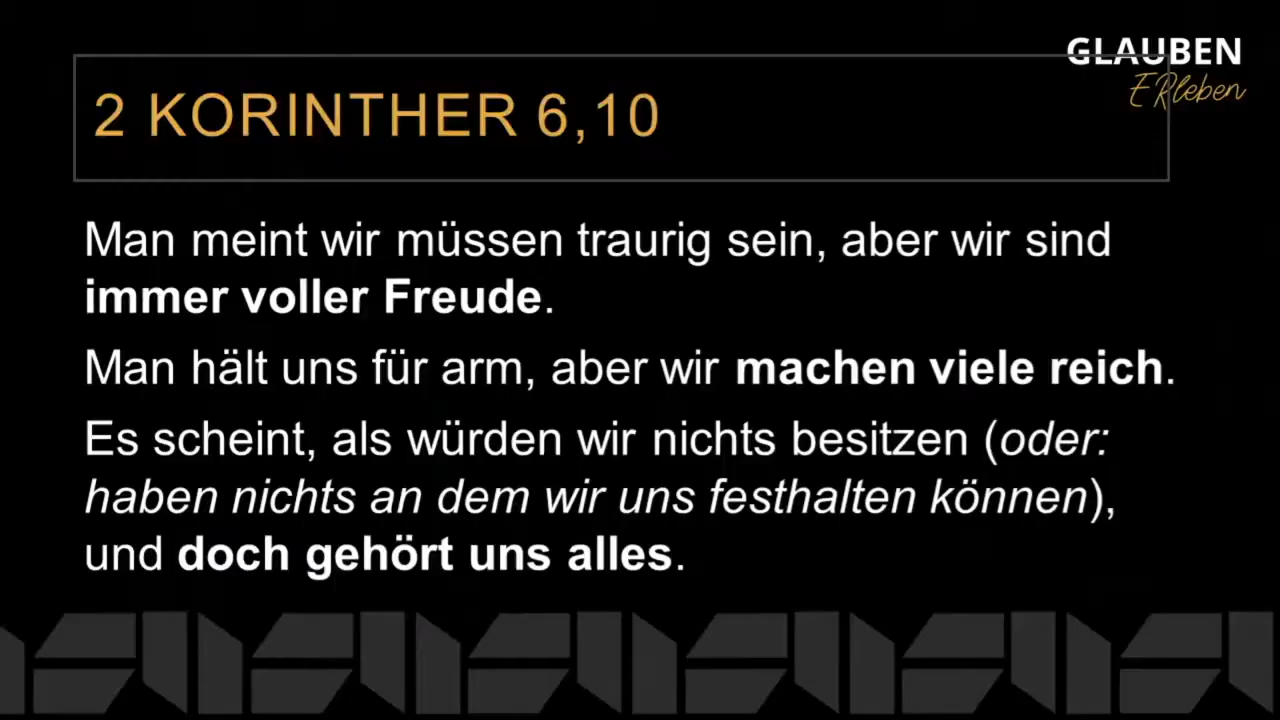 GLAUBEN
ERleben
2 KORINTHER 6,10
Man meint wir müssen traurig sein, aber wir sind
immer voller Freude.
Man hält uns für arm, aber wir machen viele reich.
Es scheint, als würden wir nichts besitzen (oder:
haben nichts an dem wir uns festhalten können),
und doch gehört uns alles.